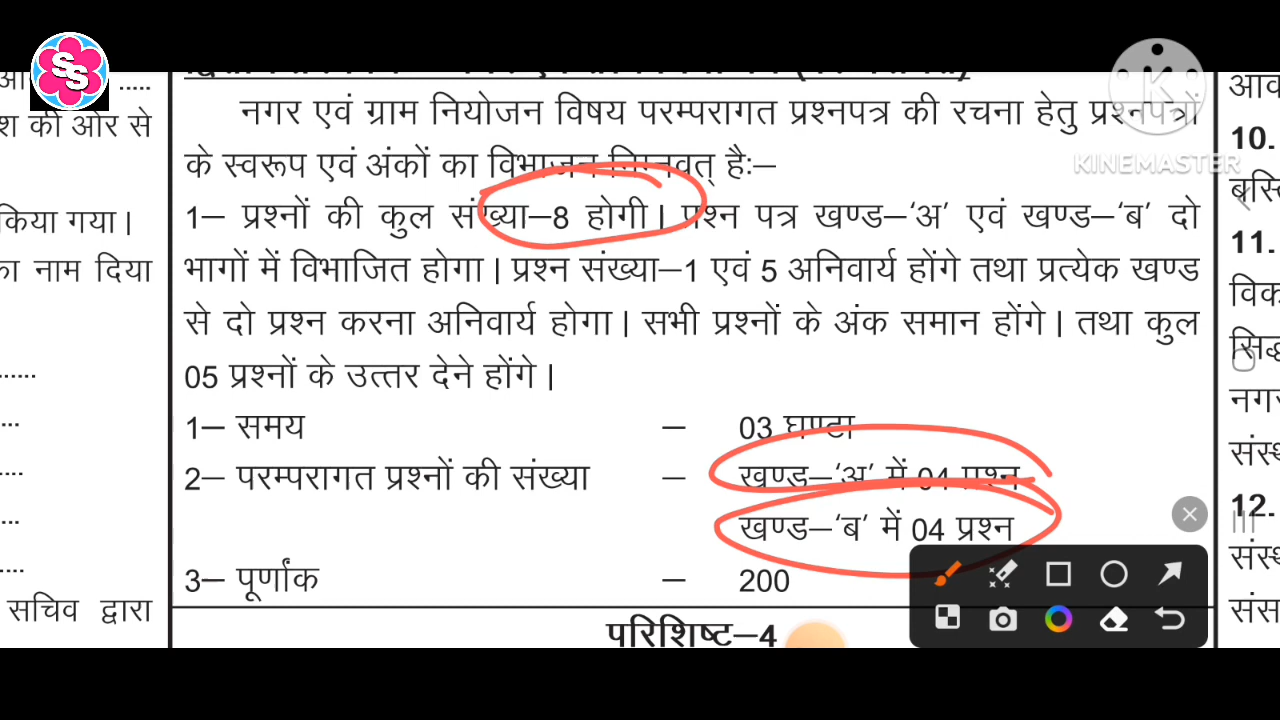 SS
K
KINEMASTER
नगर एवं ग्राम नियोजन विषय परम्परागत प्रश्नपत्र की रचना हेतु प्रश्नपत्रों
के स्वरूप एवं अंकों का विभाजन निम्नवत् हैः—
1— प्रश्नों की कुल संख्या—8 होगी। प्रश्न पत्र खण्ड—‘अ’ एवं खण्ड—‘ब’ दो
भागों में विभाजित होगा। प्रश्न संख्या—1 एवं 5 अनिवार्य होंगे तथा प्रत्येक खण्ड
से दो प्रश्न करना अनिवार्य होगा। सभी प्रश्नों के अंक समान होंगे। तथा कुल
05 प्रश्नों के उत्तर देने होंगे।
1— समय — 03 घण्टा
2— परम्परागत प्रश्नों की संख्या — खण्ड—‘अ’ में 04 प्रश्न
खण्ड—‘ब’ में 04 प्रश्न
3— पूर्णांक — 200
परिशिष्ट—4
.....
की ओर से
किया गया।
का नाम दिया
......
...
....
...
....
सचिव द्वारा
10.
11.
12.